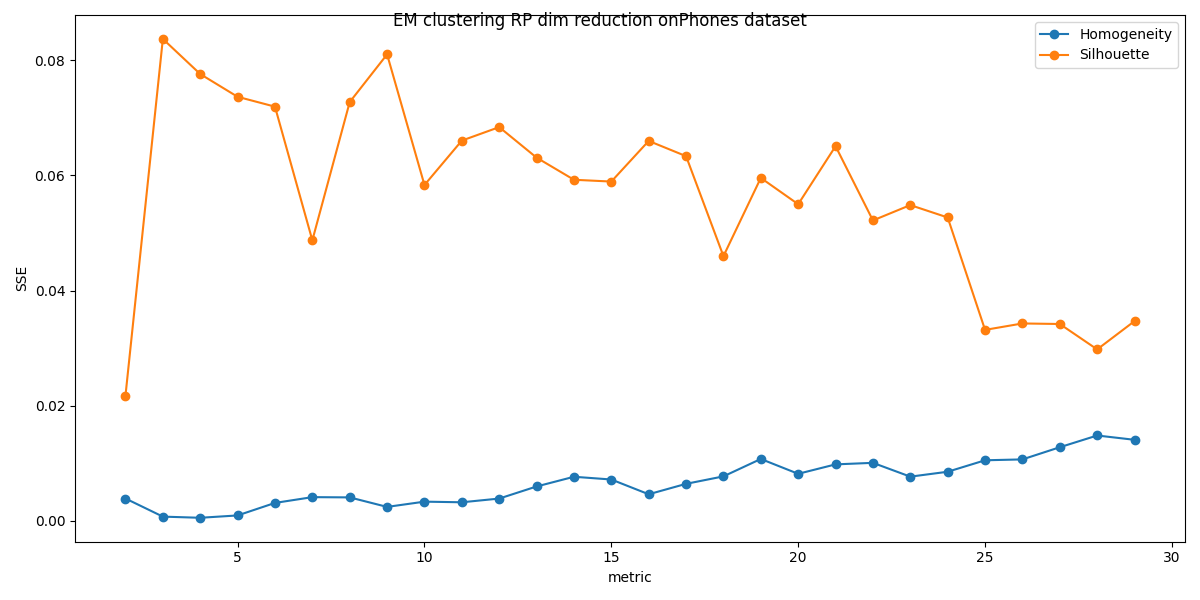 EM clustering RP dim reduction onPhones dataset
Homogeneity
Silhouette
0.08
0.06
0.04
0.02
0.00
SSE
5 10 15 20 25 30
metric